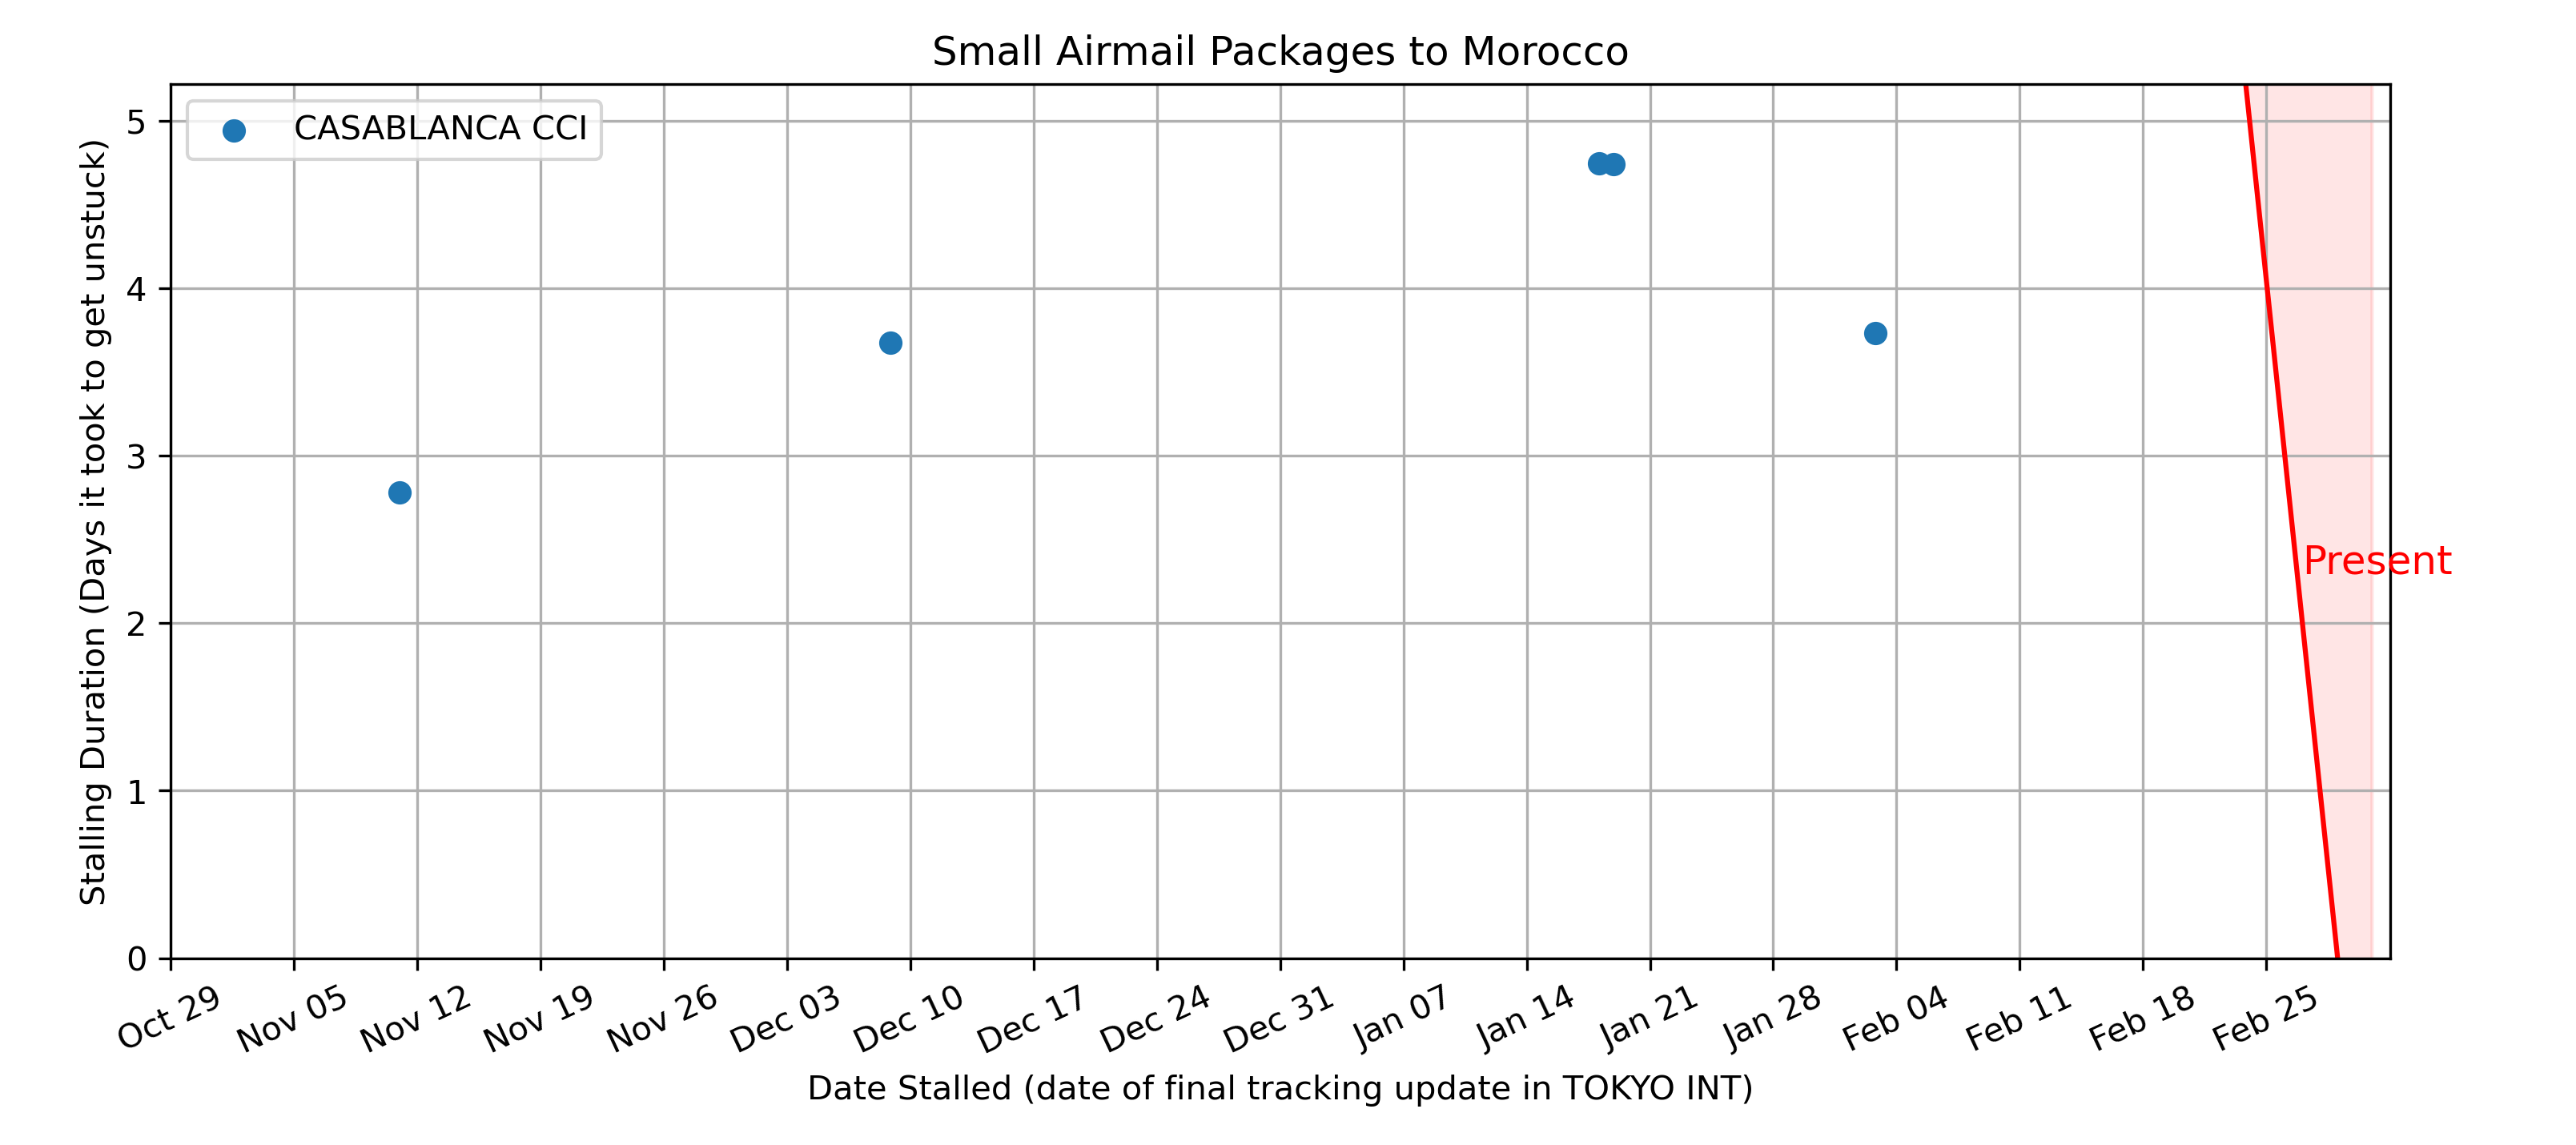 Small Airmail Packages to Morocco
CASABLANCA CCI
Stalling Duration (Days it took to get unstuck)
5
4
3
2
1
0
Present
Oct 29
Nov 05
Nov 12
Nov 19
Nov 26
Dec 03
Dec 10
Dec 17
Dec 24
Dec 31
Jan 07
Jan 14
Jan 21
Jan 28
Feb 04
Feb 11
Feb 18
Feb 25
Date Stalled (date of final tracking update in TOKYO INT)